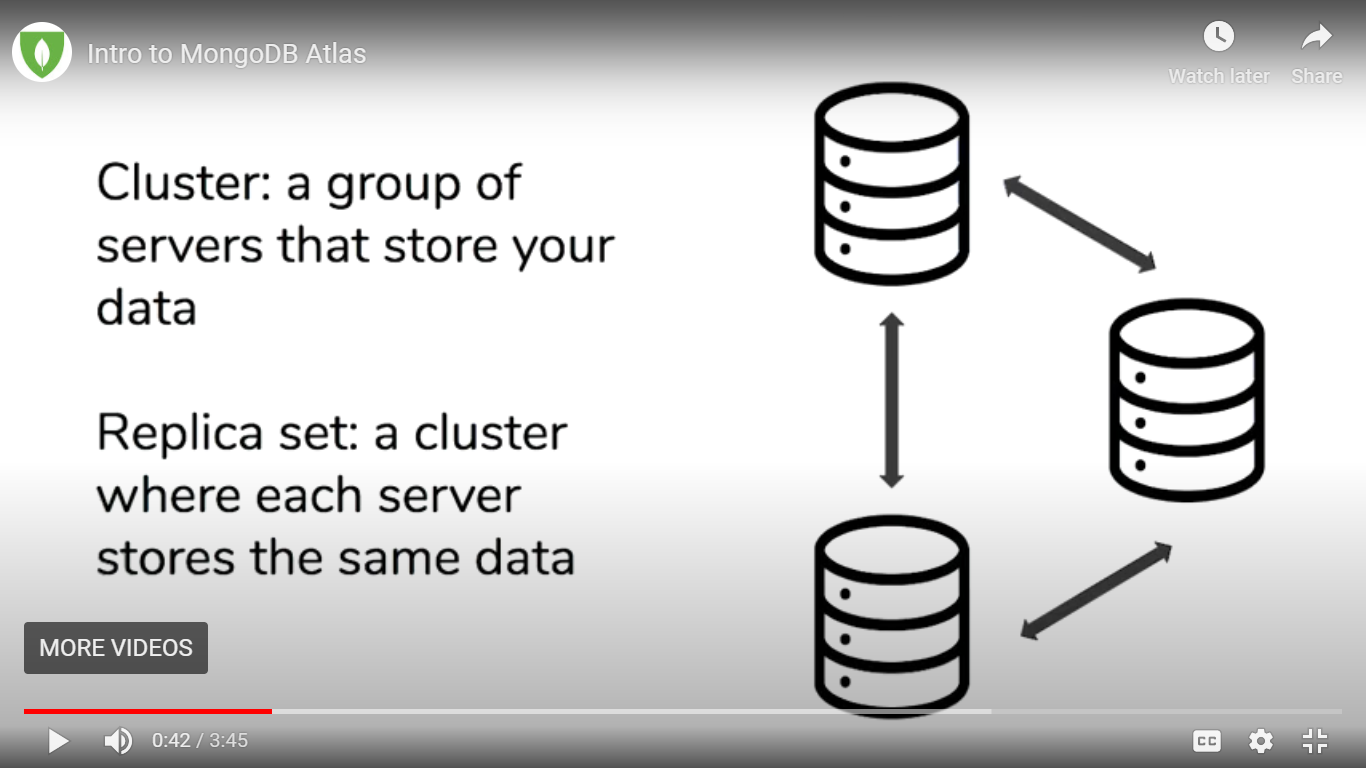 Intro to MongoDB Atlas
Watch later
Share
Cluster: a group of
servers that store your
data
Replica set: a cluster
where each server
stores the same data
MORE VIDEOS
0:42 / 3:45
CC